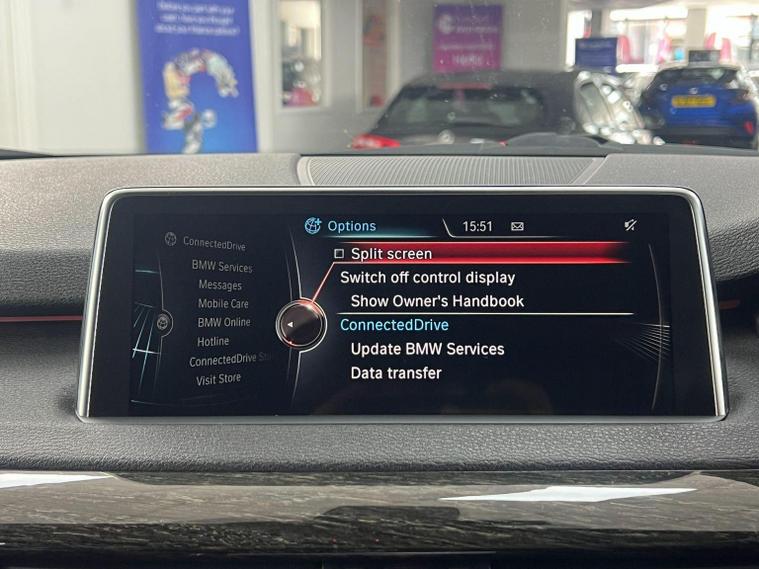 ConnectedDrive
BMW Services
Messages
Mobile Care
BMW Online
Hotline
ConnectedDrive
Visit Store
Options
15:51
Split screen
Switch off control display
Show Owner's Handbook
ConnectedDrive
Update BMW Services
Data transfer